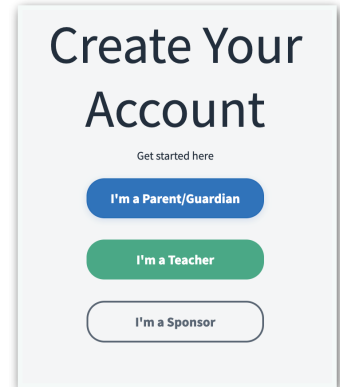 Create Your
Account
Get started here
I'm a Parent/Guardian
I'm a Teacher
I'm a Sponsor